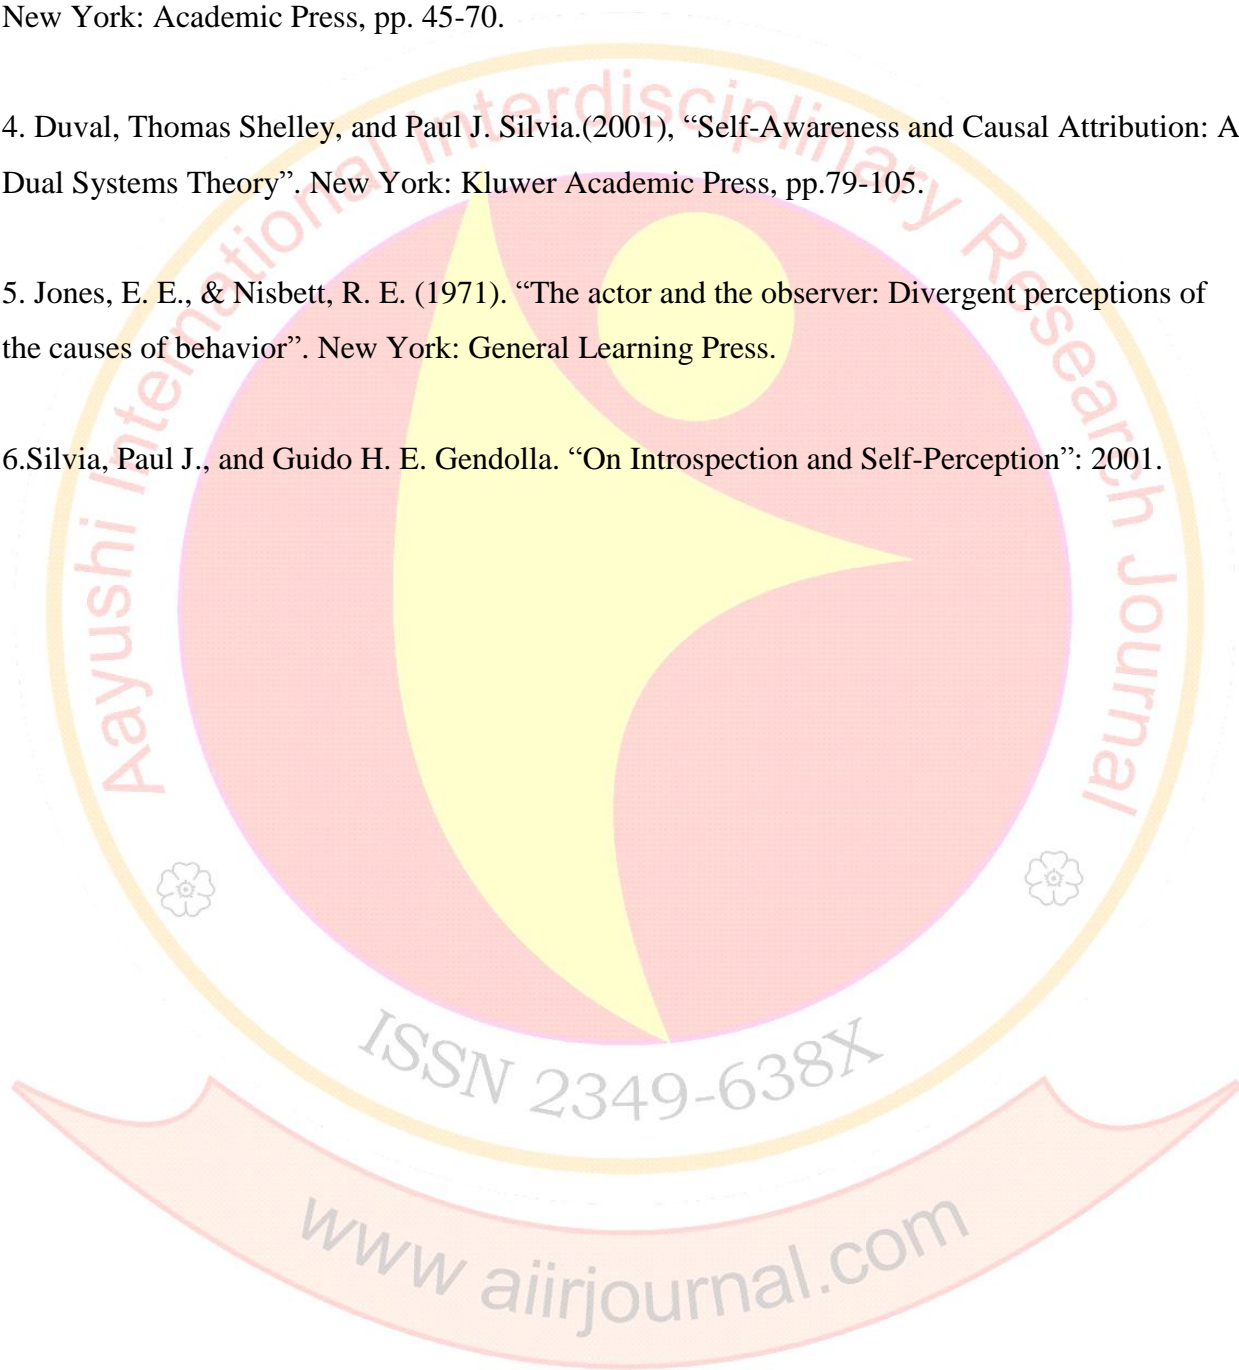 New York: Academic Press, pp. 45-70.
4. Duval, Thomas Shelley, and Paul J. Silvia.(2001), “Self-Awareness and Causal Attribution: A
Dual Systems Theory”. New York: Kluwer Academic Press, pp.79-105.
5. Jones, E. E., & Nisbett, R. E. (1971). “The actor and the observer: Divergent perceptions of
the causes of behavior”. New York: General Learning Press.
6.Silvia, Paul J., and Guido H. E. Gendolla. “On Introspection and Self-Perception”: 2001.
Aayushi International Interdisciplinary Research Journal
ISSN 2349-638X
www aiirjournal.com